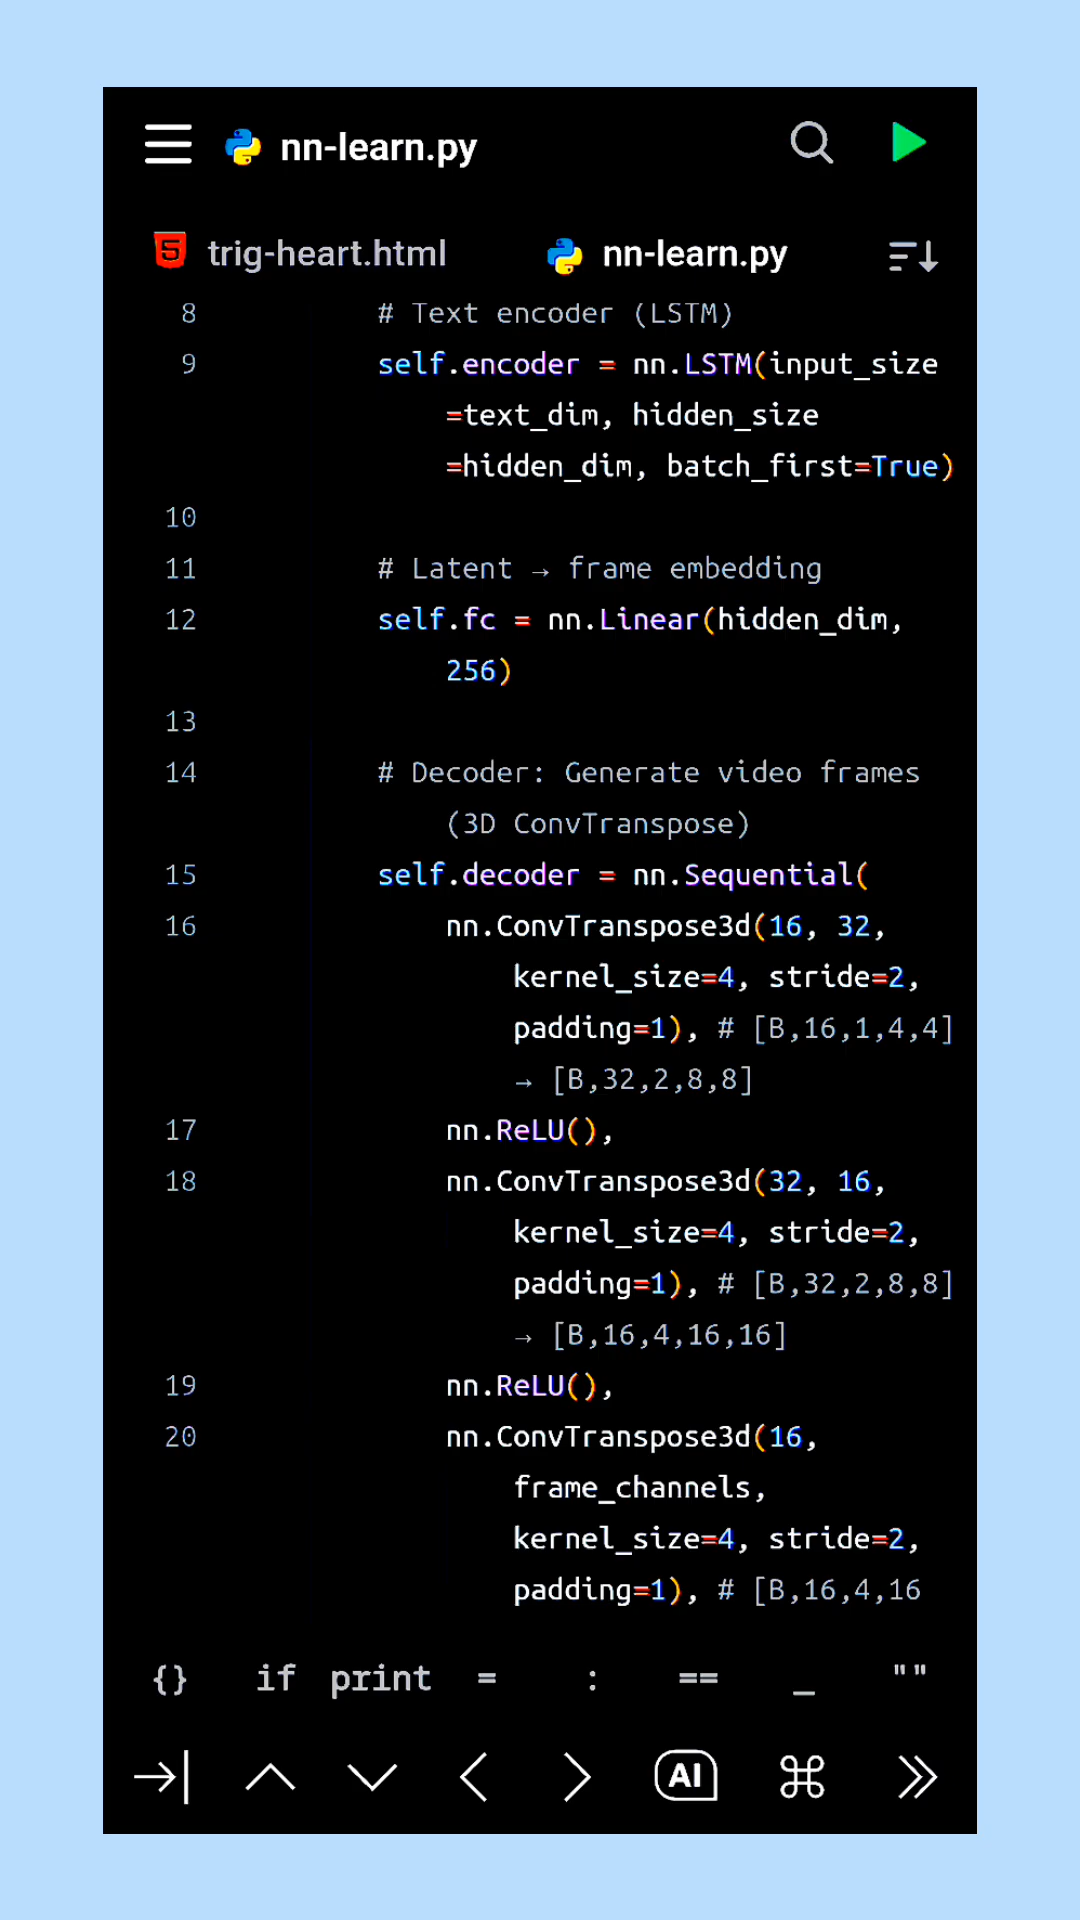 nn-learn.py
trig-heart.html nn-learn.py
8 # Text encoder (LSTM)
9 self.encoder = nn.LSTM(input_size
=text_dim, hidden_size
=hidden_dim, batch_first=True)
10
11 # Latent → frame embedding
12 self.fc = nn.Linear(hidden_dim,
256)
13
14 # Decoder: Generate video frames
(3D ConvTranspose)
15 self.decoder = nn.Sequential(
16 nn.ConvTranspose3d(16, 32,
kernel_size=4, stride=2,
padding=1), # [B,16,1,4,4]
→ [B,32,2,8,8]
17 nn.ReLU(),
18 nn.ConvTranspose3d(32, 16,
kernel_size=4, stride=2,
padding=1), # [B,32,2,8,8]
→ [B,16,4,16,16]
19 nn.ReLU(),
20 nn.ConvTranspose3d(16,
frame_channels,
kernel_size=4, stride=2,
padding=1), # [B,16,4,16
{} if print = : == _ ""
AI